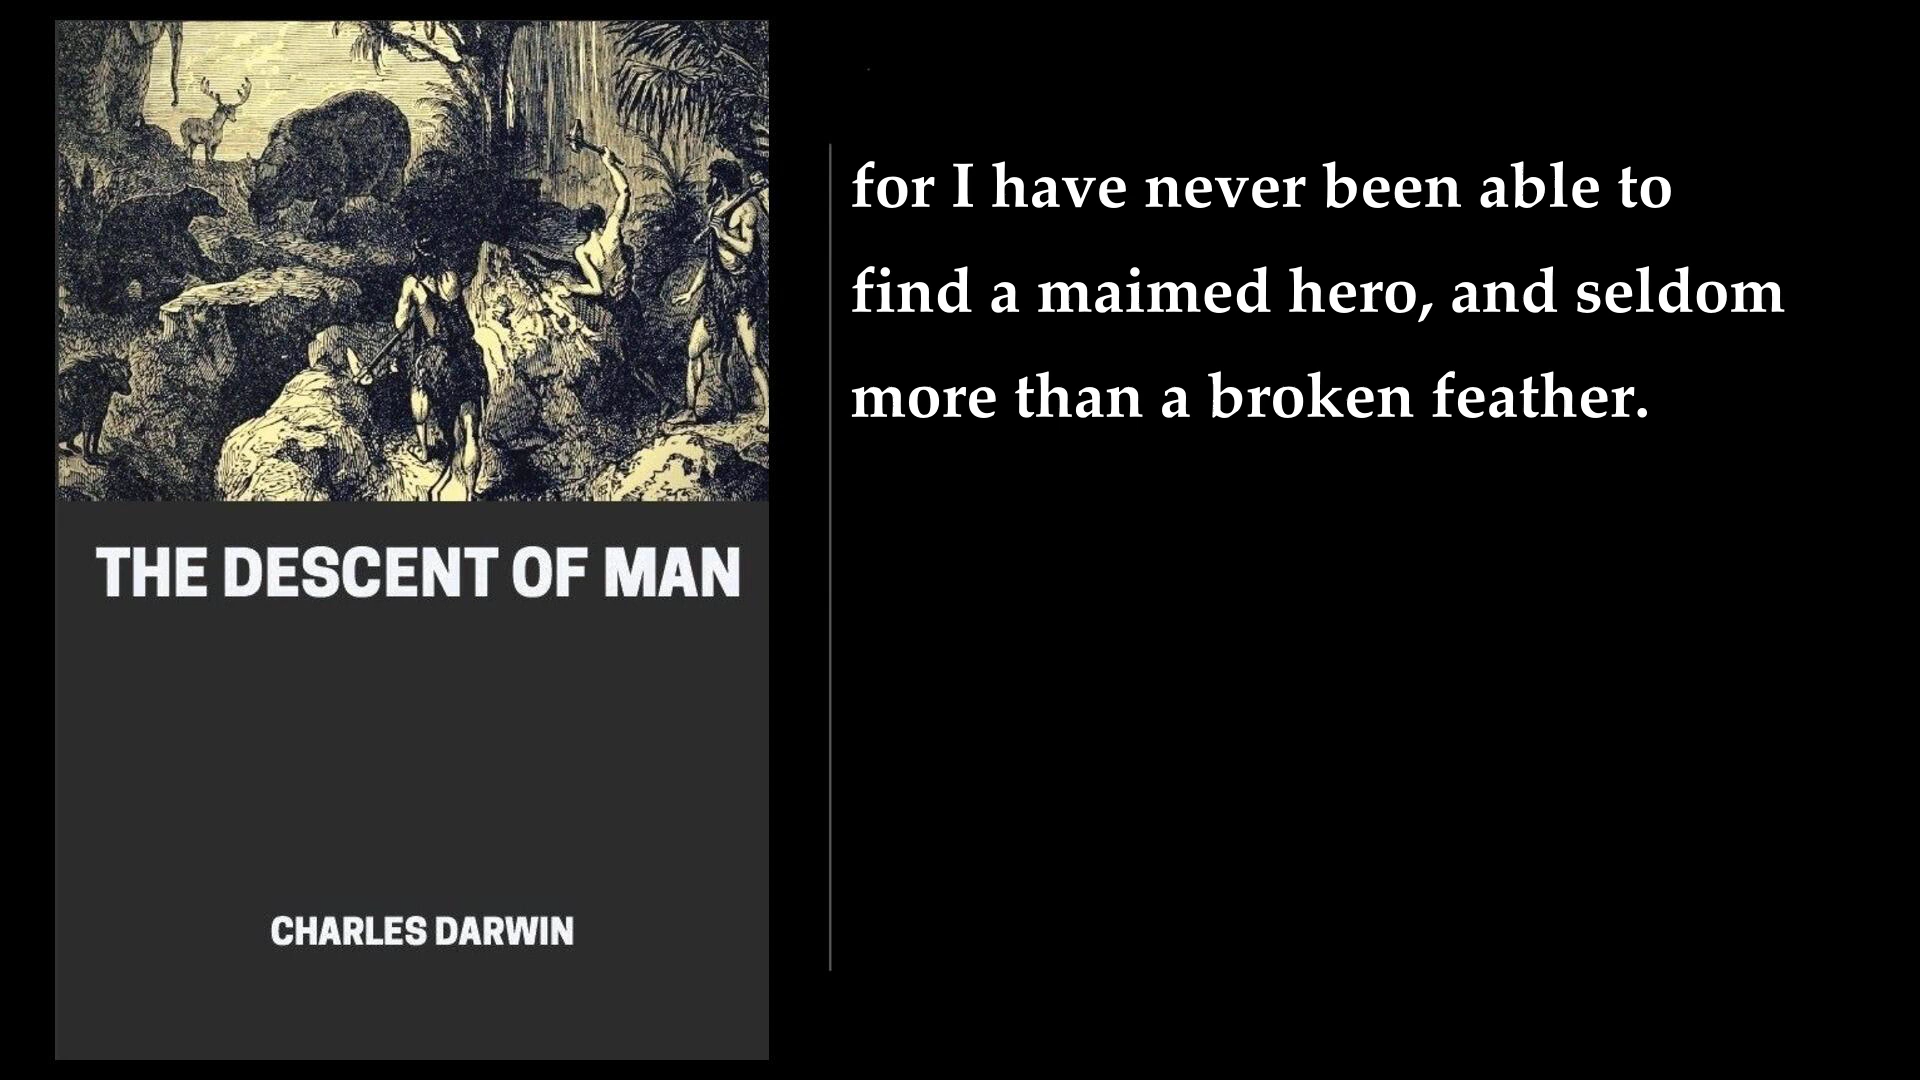 THE DESCENT OF MAN
CHARLES DARWIN
for I have never been able to
find a maimed hero, and seldom
more than a broken feather.